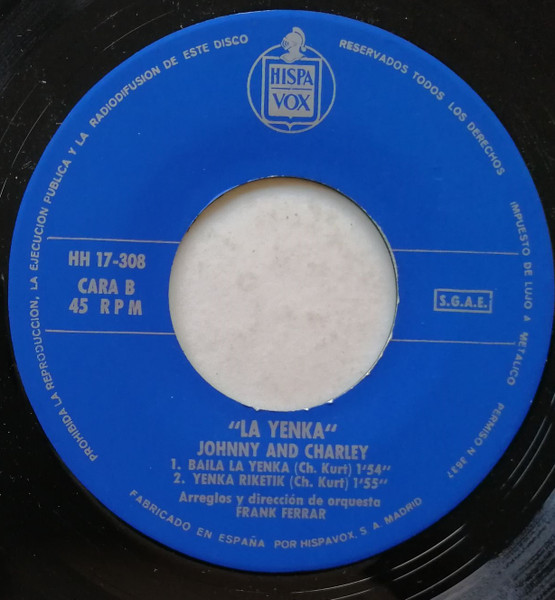 PROHIBIDA LA REPRODUCCION, LA EJECUCION PUBLICA Y LA RADIODIFUSION DE ESTE DISCO
RESERVADOS TODOS LOS DERECHOS
IMPUESTO DE LUJO A METALICO PERMISO N 3637
HISPA
VOX
HH 17-308
CARA B
45 R P M
S.G.A.E.
"LA YENKA"
JOHNNY AND CHARLEY
1. BAILA LA YENKA (Ch. Kurt) 1'54"
2. YENKA RIKETIK (Ch. Kurt) 1'55"
Arreglos y dirección de orquesta
FRANK FERRAR
FABRICADO EN ESPAÑA POR HISPAVOX, S. A. MADRID